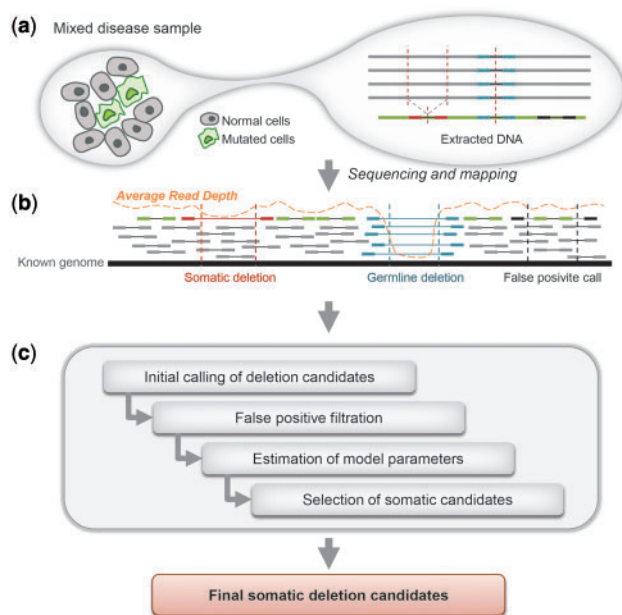 (a) Mixed disease sample
Normal cells
Mutated cells
Extracted DNA
Sequencing and mapping
(b) Average Read Depth
Known genome
Somatic deletion Germline deletion False posivite call
(c)
Initial calling of deletion candidates
False positive filtration
Estimation of model parameters
Selection of somatic candidates
Final somatic deletion candidates